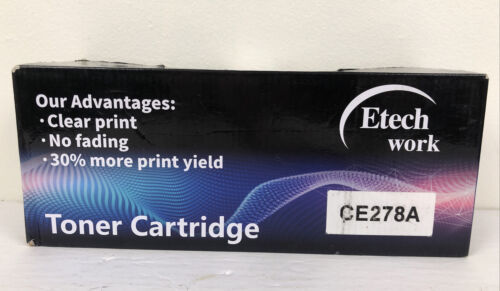 Our Advantages:
· Clear print
· No fading
· 30% more print yield
Etech
work
Toner Cartridge
CE278A